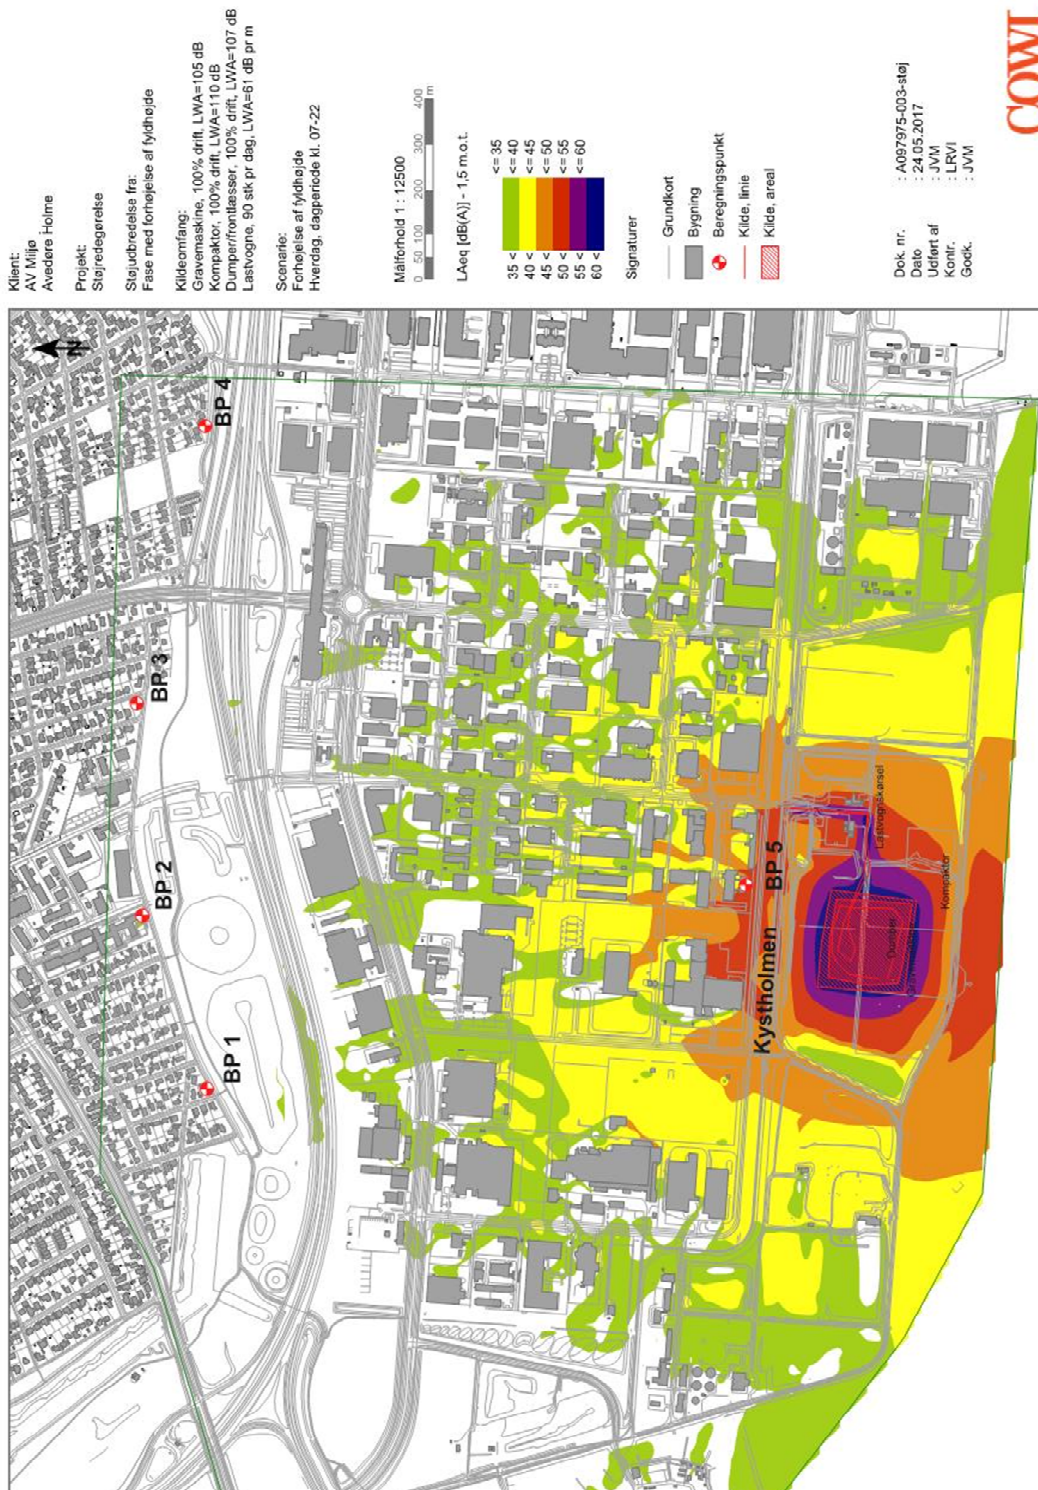 Klient:
AV Miljø
Avedøre Holme
Projekt:
Støjredegørelse
Støjudbredelse fra:
Fase med forhøjelse af fyldhøjde
Kildeomfang:
Gravemaskine, 100% drift, LWA=105 dB
Kompaktor, 100% drift, LWA=110 dB
Dumper/frontlæsser, 100% drift, LWA=107 dB
Lastvogne, 90 stk pr dag, LWA=61 dB pr m
Scenarie:
Forhøjelse af fyldhøjde
Hverdag, dagperiode kl. 07-22
Målforhold 1 : 12500
0 50 100 200 300 400
m
LAeq [dB(A)] - 1,5 m.o.t.
<= 35
35 < <= 40
40 < <= 45
45 < <= 50
50 < <= 55
55 < <= 60
60 <
Signaturer
Grundkort
Bygning
Beregningspunkt
Kilde, linie
Kilde, areal
Dok. nr. : A097975-003-støj
Dato : 24.05.2017
Udført af : JVM
Kontr. : LRVI
Godk. : JVM
COWI
N
BP 1
BP 2
BP 3
BP 4
BP 5
Kystholmen
Lastvognskørsel
Kompaktor
Dumper